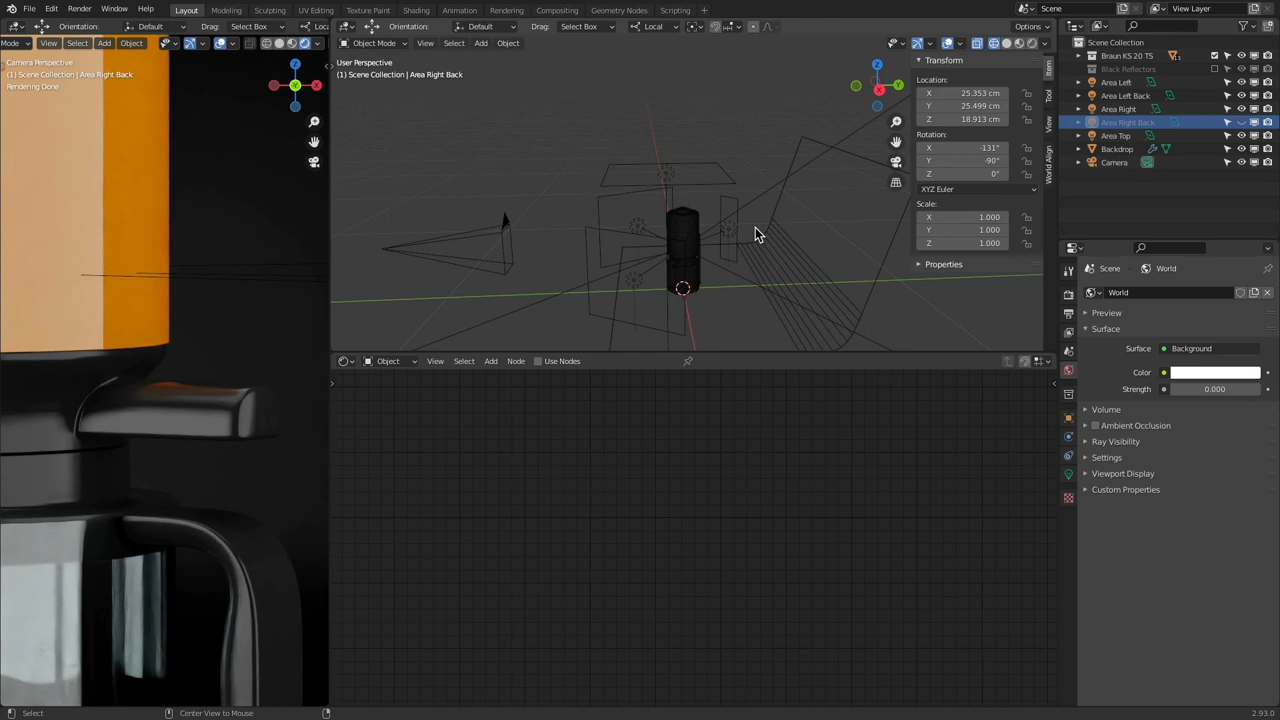 File Edit Render Window Help Layout Modeling Sculpting UV Editing Texture Paint Shading Animation Rendering Compositing Geometry Nodes Scripting + Scene View Layer
Orientation: Default Drag: Select Box Loc
Orientation: Default Drag: Select Box Local Options
Mode View Select Add Object
Object Mode View Select Add Object
Camera Perspective
(1) Scene Collection | Area Right Back
Rendering Done
User Perspective
(1) Scene Collection | Area Right Back
Z
X
Y
Z
X
Y
Transform
Location:
X 25.353 cm
Y 25.499 cm
Z 18.913 cm
Rotation:
X -131°
Y -90°
Z 0°
XYZ Euler
Scale:
X 1.000
Y 1.000
Z 1.000
Properties
Item
Tool
View
World Align
Scene Collection
Braun KS 20 TS
Black Reflectors
Area Left
Area Left Back
Area Right
Area Right Back
Area Top
Backdrop
Camera
Object View Select Add Node Use Nodes
Scene World
World
Preview
Surface
Surface Background
Color
Strength 0.000
Volume
Ambient Occlusion
Ray Visibility
Settings
Viewport Display
Custom Properties
Select Center View to Mouse 2.93.0